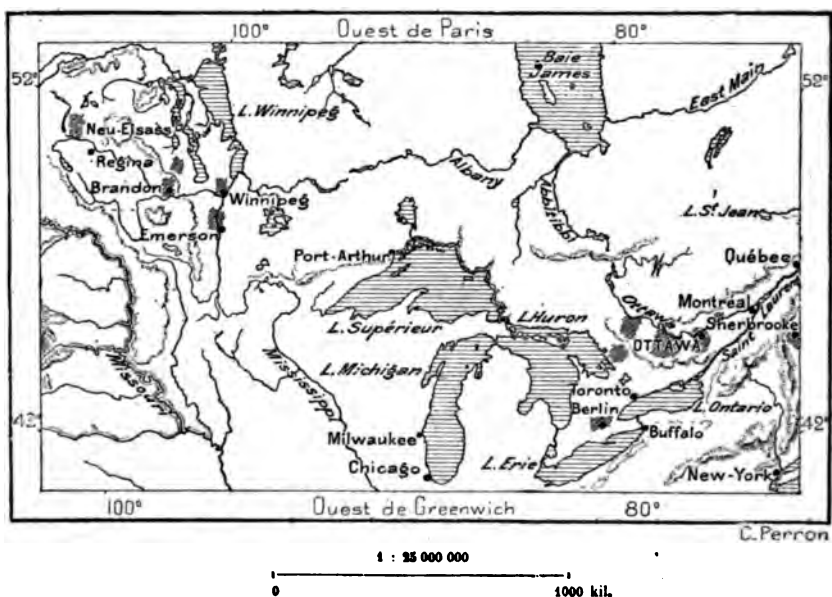 100° Ouest de Paris 80°
52° 52°
Baie
James
East Main
L. Winnipeg
Neu-Elsass
Regina
Albany
Abbitibbi
Brandon
Winnipeg
L. St Jean
Emerson
Port-Arthur
Québec
Ottawa
Montréal
L. Huron
Sherbrooke
L. Supérieur
OTTAWA
Saint Laurent
L. Michigan
Missouri
Mississipi
Toronto
Berlin
L. Ontario
42° 42°
Milwaukee
Buffalo
Chicago
L. Erie
New-York
100° Ouest de Greenwich 80°
C. Perron
1 : 25 000 000
0 1000 kil.